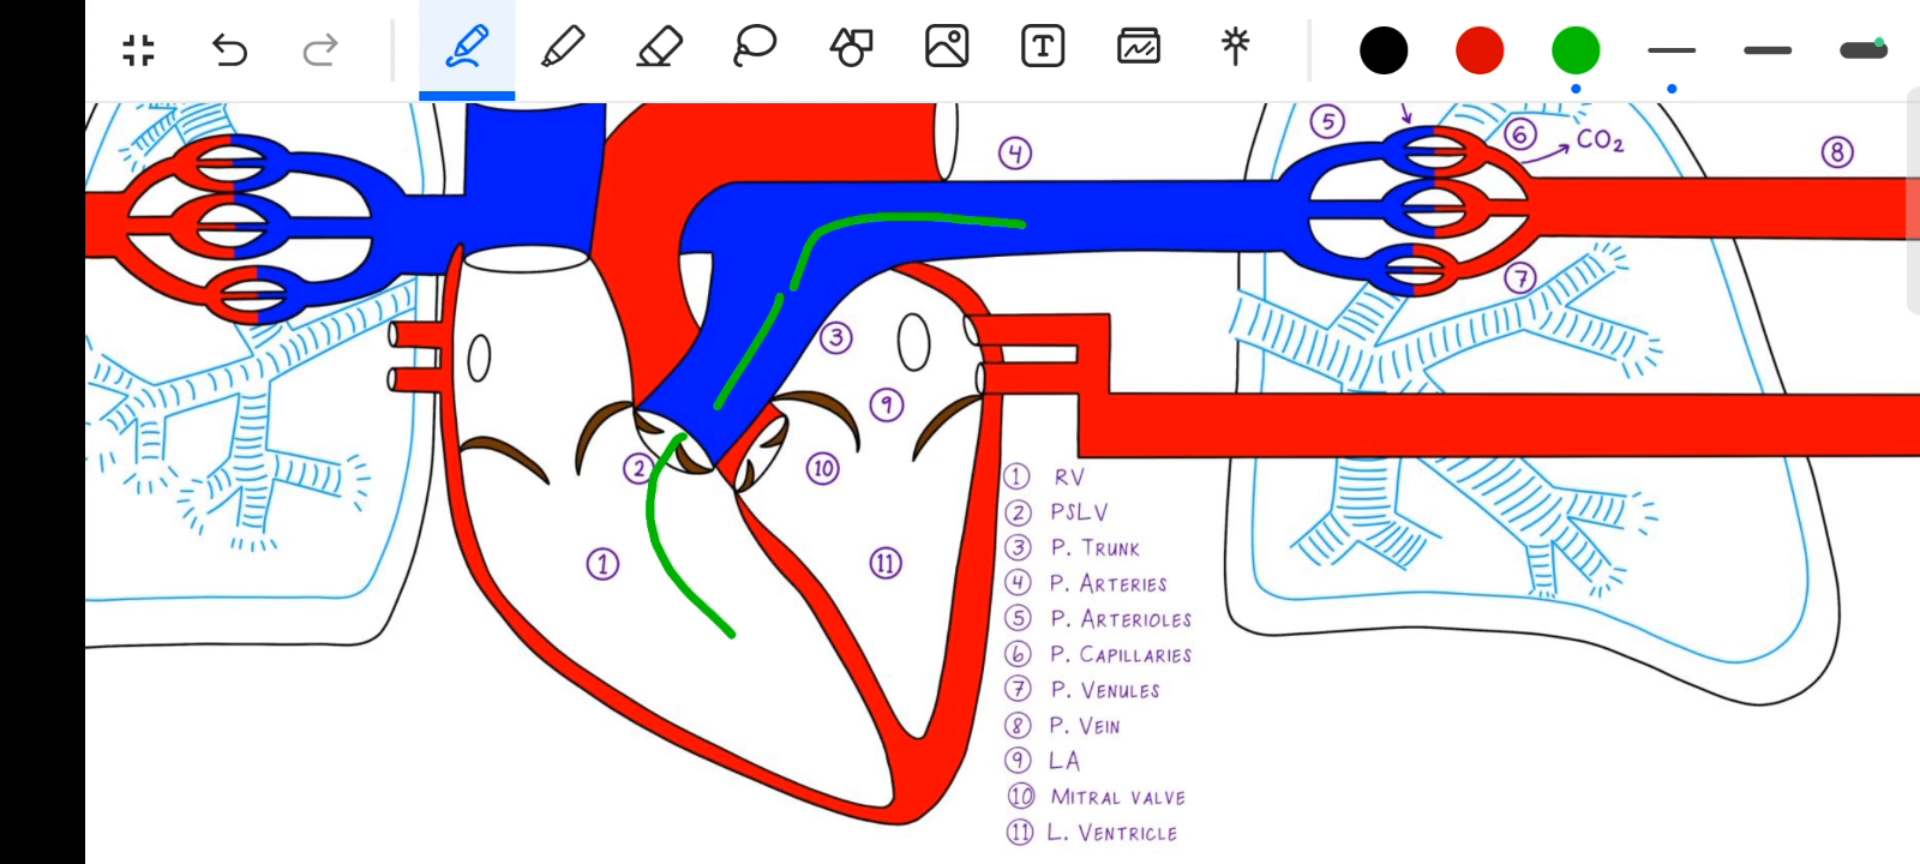 5
6
CO2
8
4
7
3
9
2
10
1
11
1 RV
2 PSLV
3 P. TRUNK
4 P. ARTERIES
5 P. ARTERIOLES
6 P. CAPILLARIES
7 P. VENULES
8 P. VEIN
9 LA
10 MITRAL VALVE
11 L. VENTRICLE